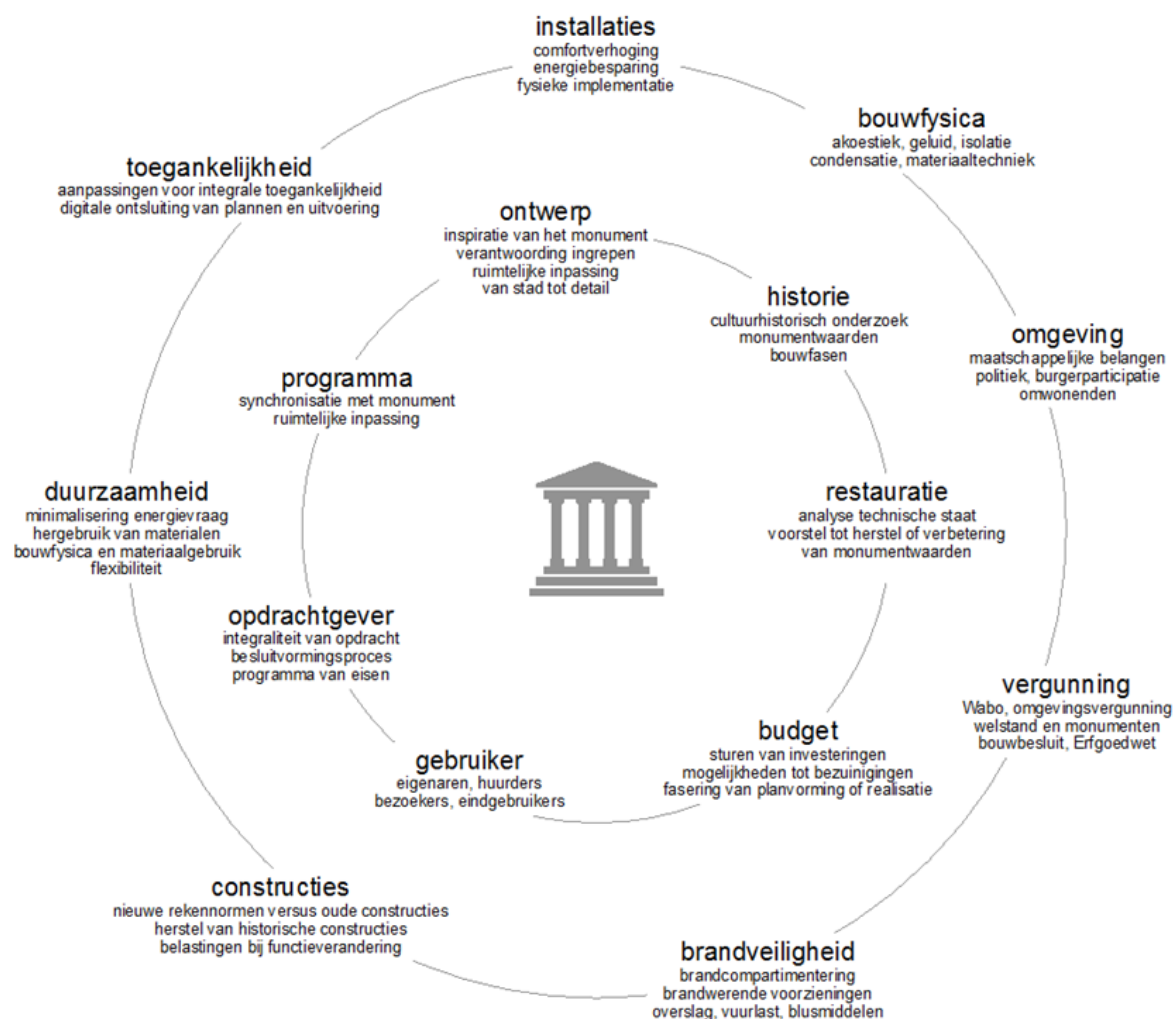 installaties
comfortverhoging
energiebesparing
fysieke implementatie
bouwfysica
akoestiek, geluid, isolatie
condensatie, materiaaltechniek
toegankelijkheid
aanpassingen voor integrale toegankelijkheid
digitale ontsluiting van plannen en uitvoering
ontwerp
inspiratie van het monument
verantwoording ingrepen
ruimtelijke inpassing
van stad tot detail
historie
cultuurhistorisch onderzoek
monumentwaarden
bouwfasen
omgeving
maatschappelijke belangen
politiek, burgerparticipatie
omwonenden
programma
synchronisatie met monument
ruimtelijke inpassing
duurzaamheid
minimalisering energievraag
hergebruik van materialen
bouwfysica en materiaalgebruik
flexibiliteit
restauratie
analyse technische staat
voorstel tot herstel of verbetering
van monumentwaarden
opdrachtgever
integraliteit van opdracht
besluitvormingsproces
programma van eisen
vergunning
Wabo, omgevingsvergunning
welstand en monumenten
bouwbesluit, Erfgoedwet
budget
sturen van investeringen
mogelijkheden tot bezuinigingen
fasering van planvorming of realisatie
gebruiker
eigenaren, huurders
bezoekers, eindgebruikers
constructies
nieuwe rekennormen versus oude constructies
herstel van historische constructies
belastingen bij functieverandering
brandveiligheid
brandcompartimentering
brandwerende voorzieningen
overslag, vuurlast, blusmiddelen